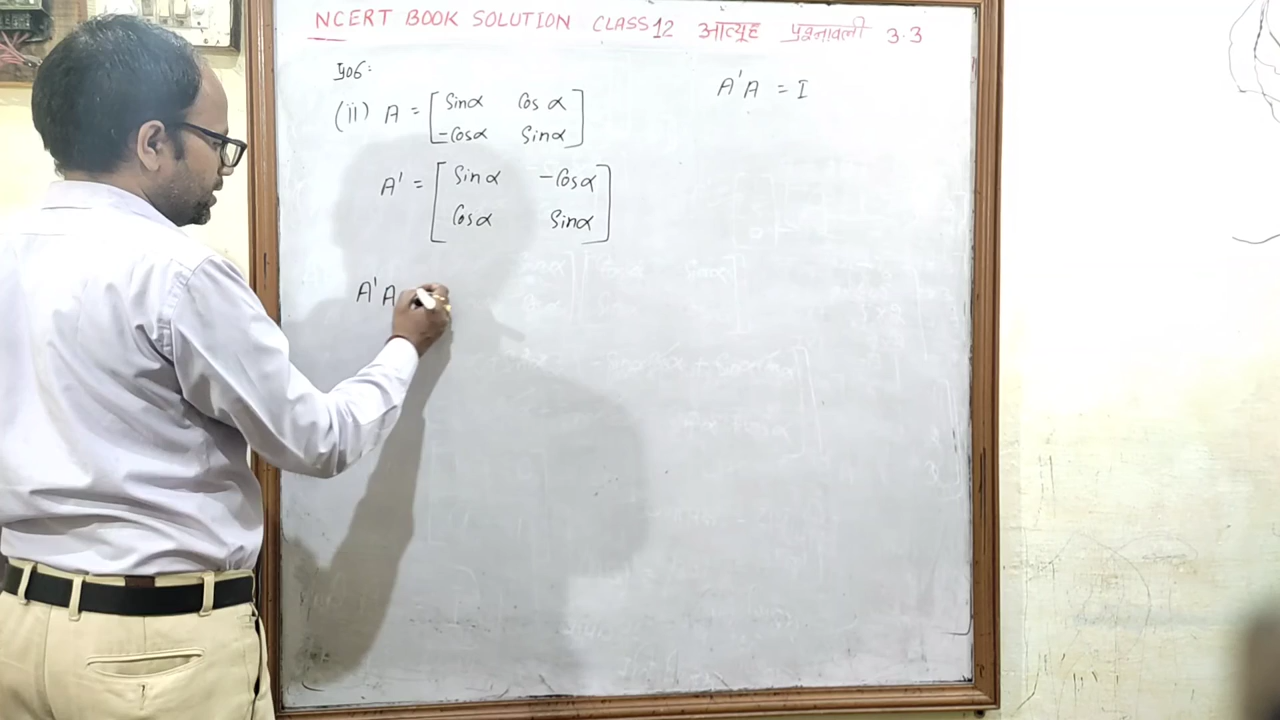 NCERT BOOK SOLUTION CLASS 12 आव्यूह प्रश्नावली 3.3
प्र०6:
(ii) A = [ Sinα Cosα
-Cosα Sinα ]
A'A = I
A' = [ Sinα -Cosα
Cosα Sinα ]
A'A